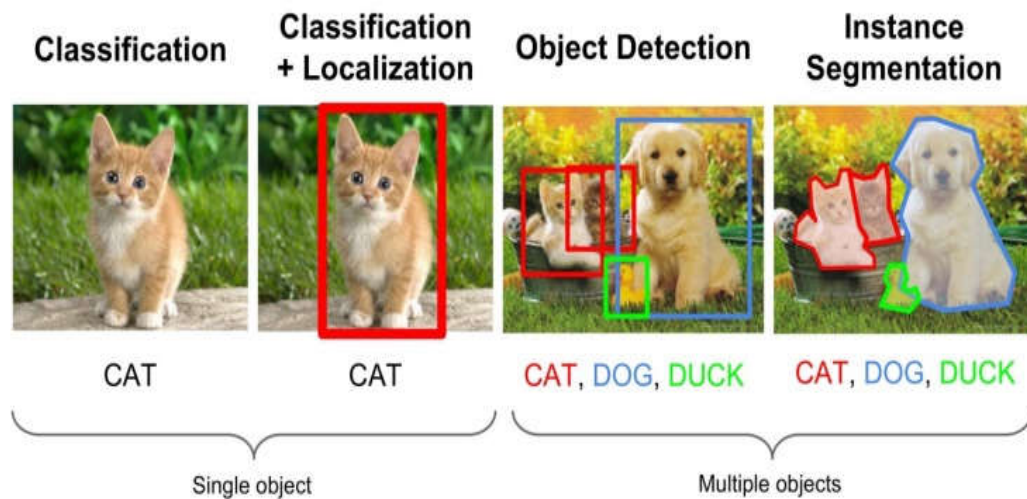 Classification
Classification
+ Localization
Object Detection
Instance
Segmentation
CAT
CAT
CAT, DOG, DUCK
CAT, DOG, DUCK
Single object
Multiple objects